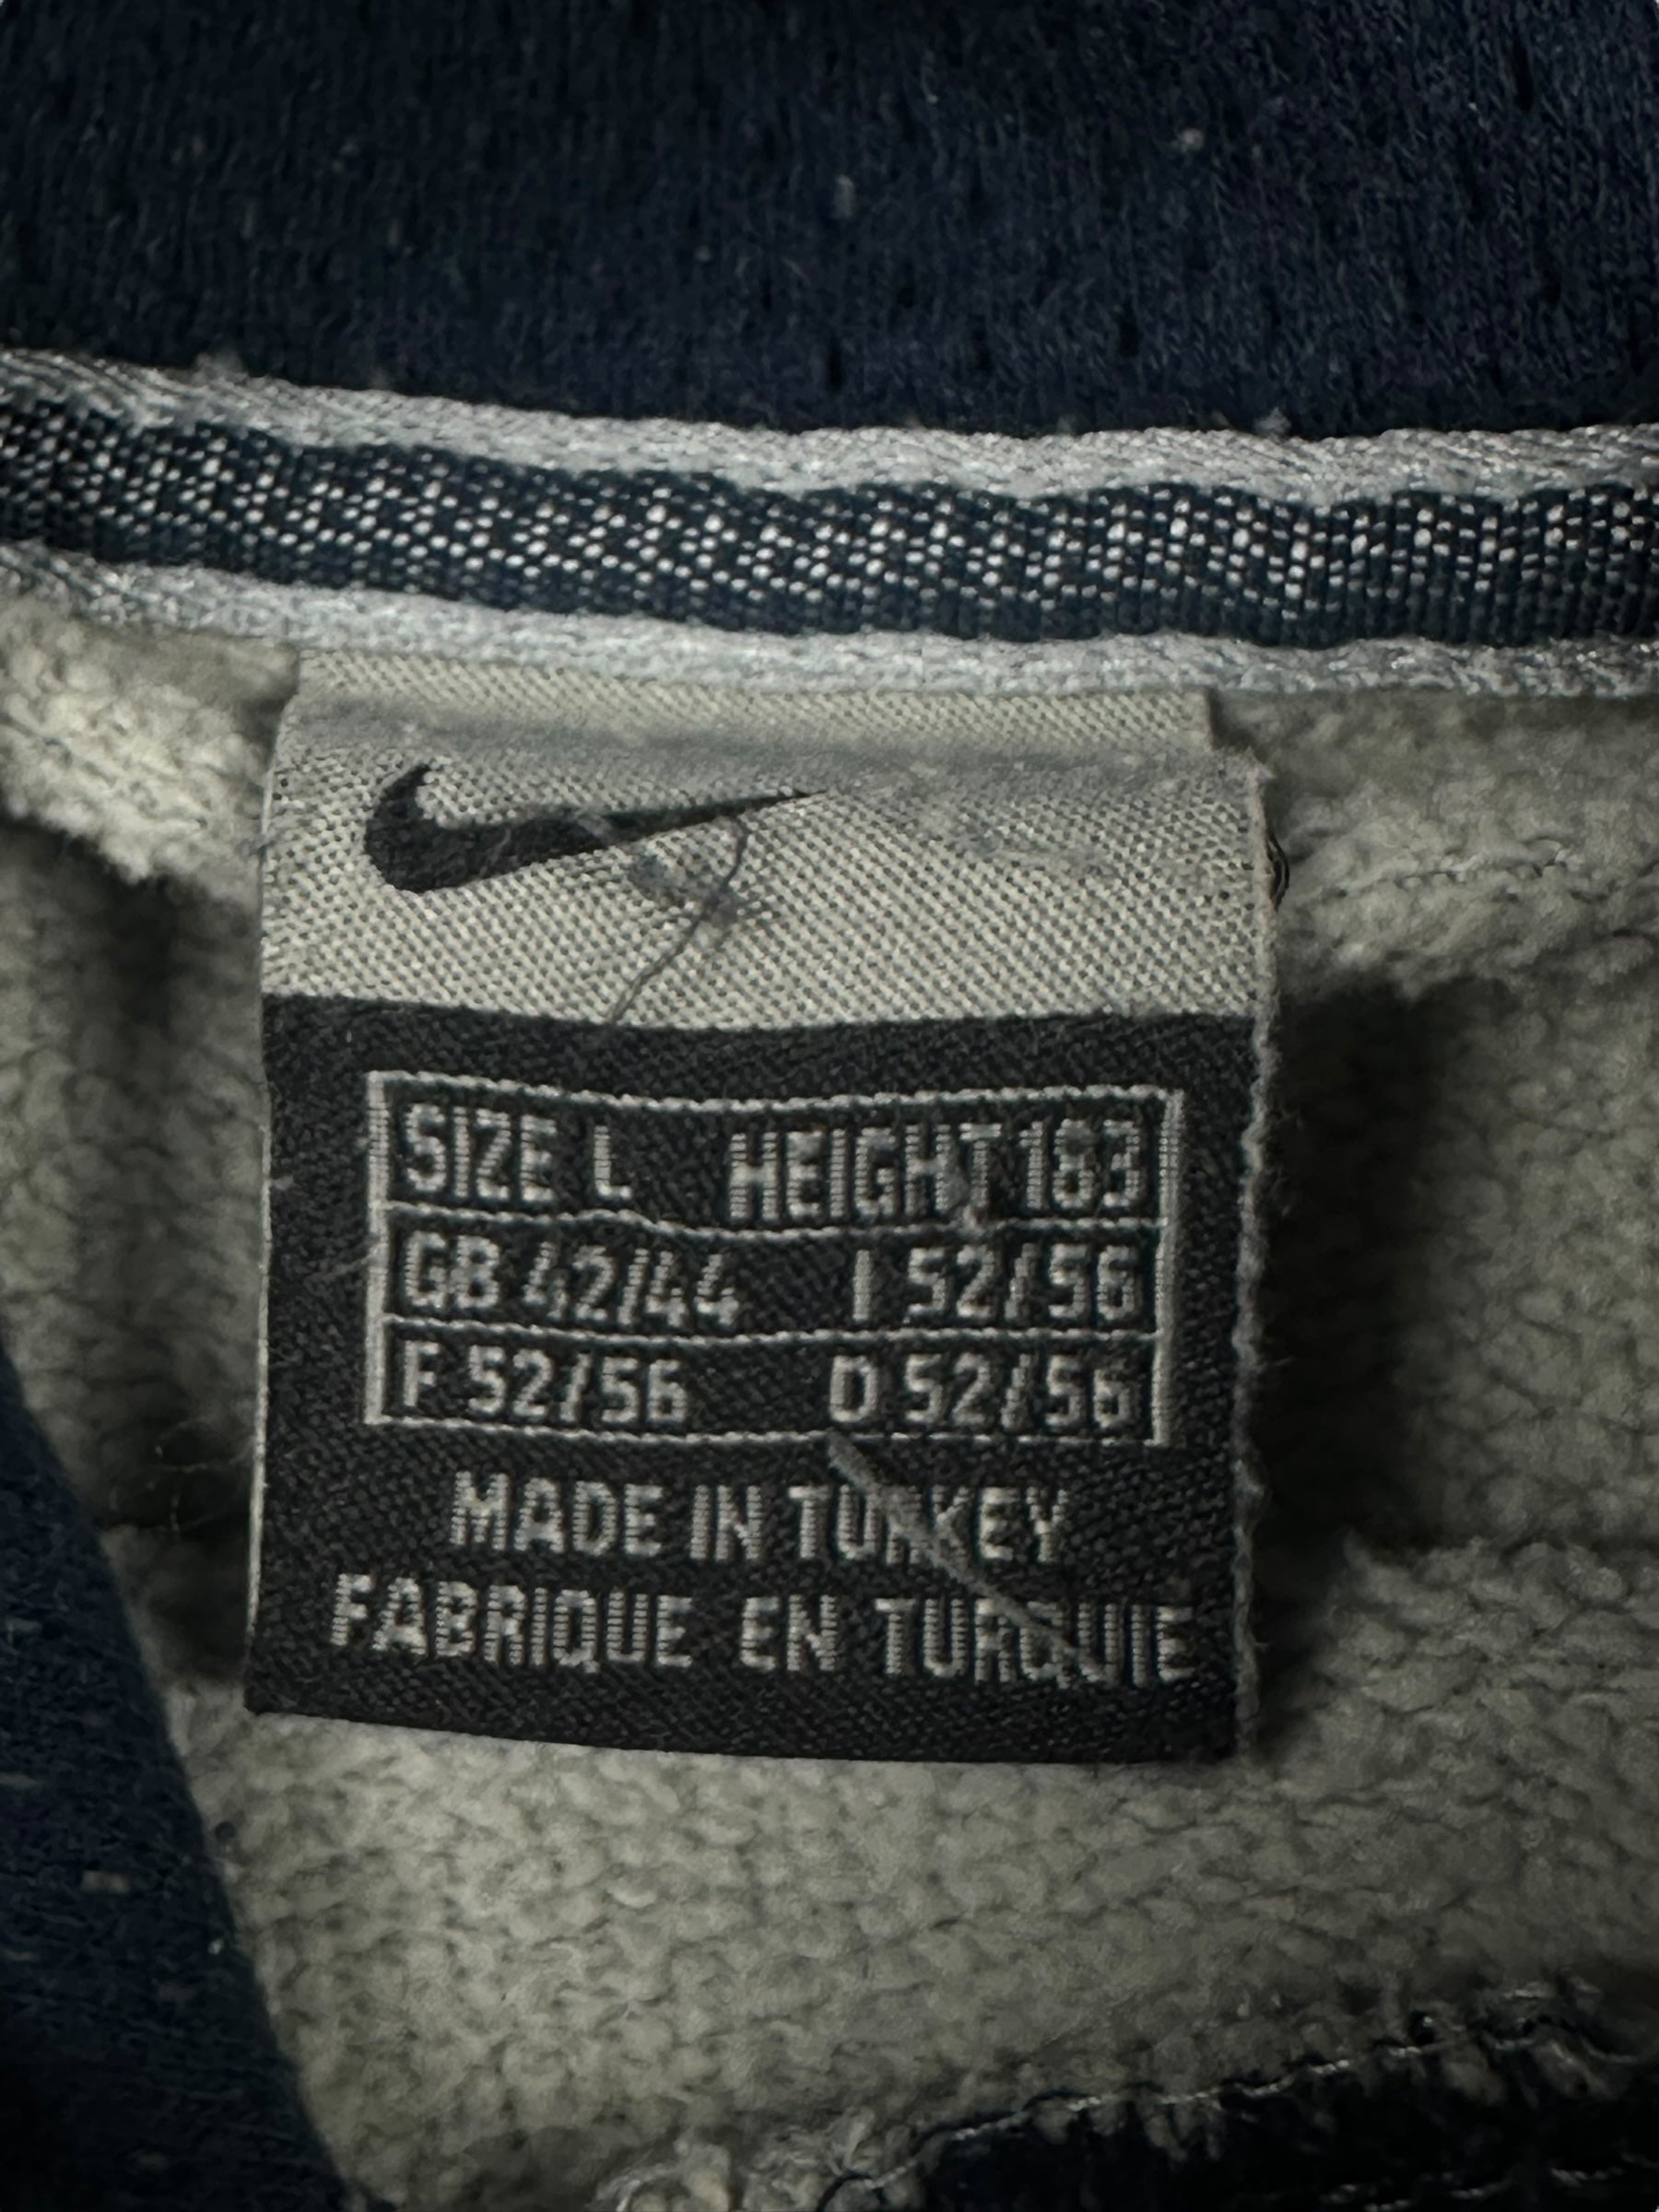 SIZE L HEIGHT 183
GB 42/44 I 52/56
F 52/56 D 52/56
MADE IN TURKEY
FABRIQUE EN TURQUIE